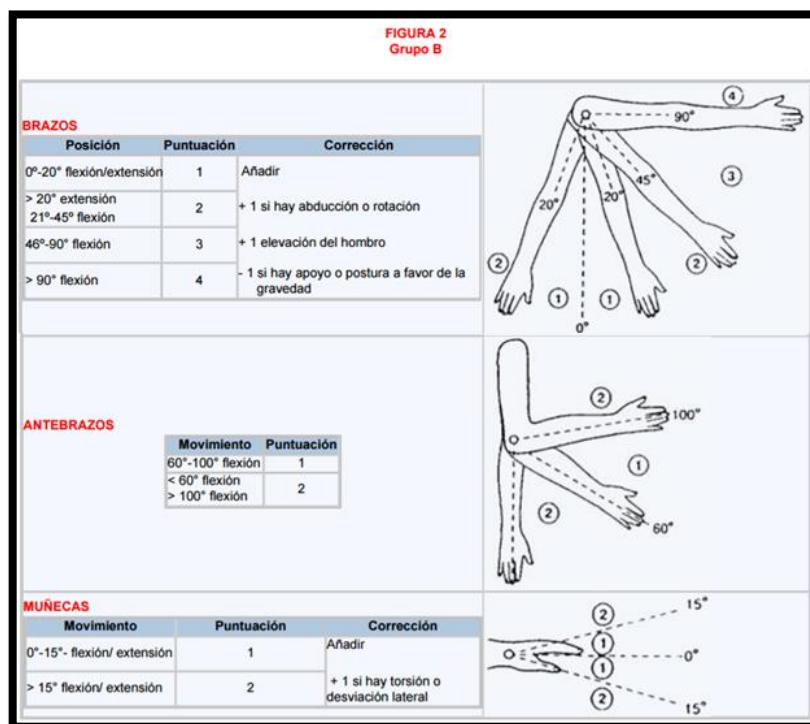 FIGURA 2
Grupo B
BRAZOS
Posición Puntuación Corrección
0º-20° flexión/extensión 1 Añadir
> 20° extensión
21º-45º flexión 2 + 1 si hay abducción o rotación
46º-90° flexión 3 + 1 elevación del hombro
> 90° flexión 4 - 1 si hay apoyo o postura a favor de la
gravedad
4
90°
3
45°
20°
20°
2
2
1
1
0°
ANTEBRAZOS
Movimiento Puntuación
60°-100° flexión 1
< 60° flexión
> 100° flexión 2
2
100°
1
2
60°
MUÑECAS
Movimiento Puntuación Corrección
0°-15°- flexión/ extensión 1 Añadir
> 15° flexión/ extensión 2 + 1 si hay torsión o
desviación lateral
15°
2
1
0°
1
2
15°